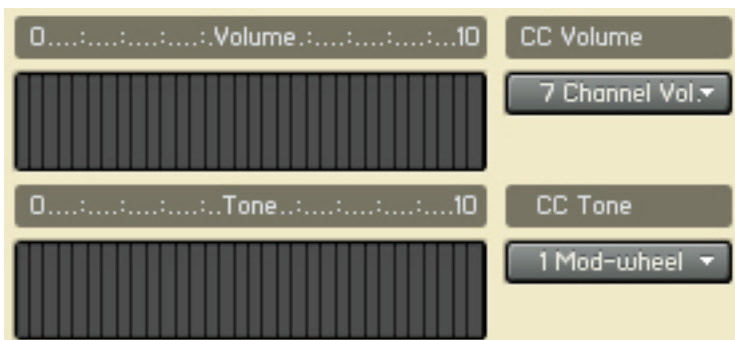 0....:....:....:....:.Volume.:....:....:....:...10
CC Volume
7 Channel Vol.
0....:....:....:....:..Tone..:....:....:....:....10
CC Tone
1 Mod-wheel